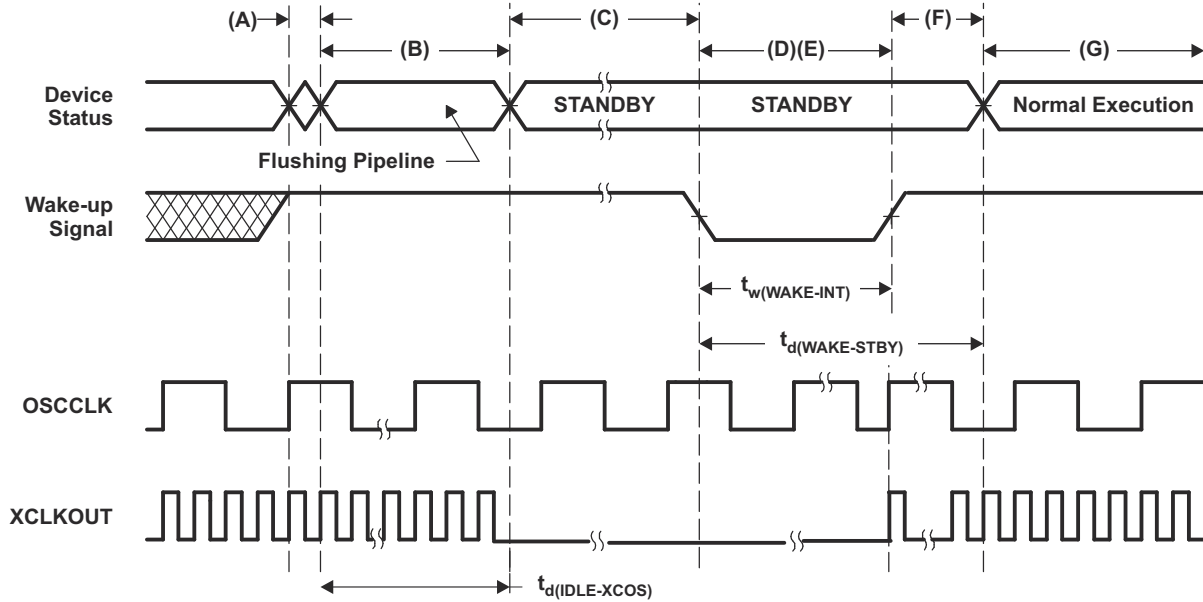 (A)
(C)
(F)
(B)
(D)(E)
(G)
Device
Status
STANDBY
STANDBY
Normal Execution
Flushing Pipeline
Wake-up
Signal
tw(WAKE-INT)
td(WAKE-STBY)
OSCCLK
XCLKOUT
td(IDLE-XCOS)